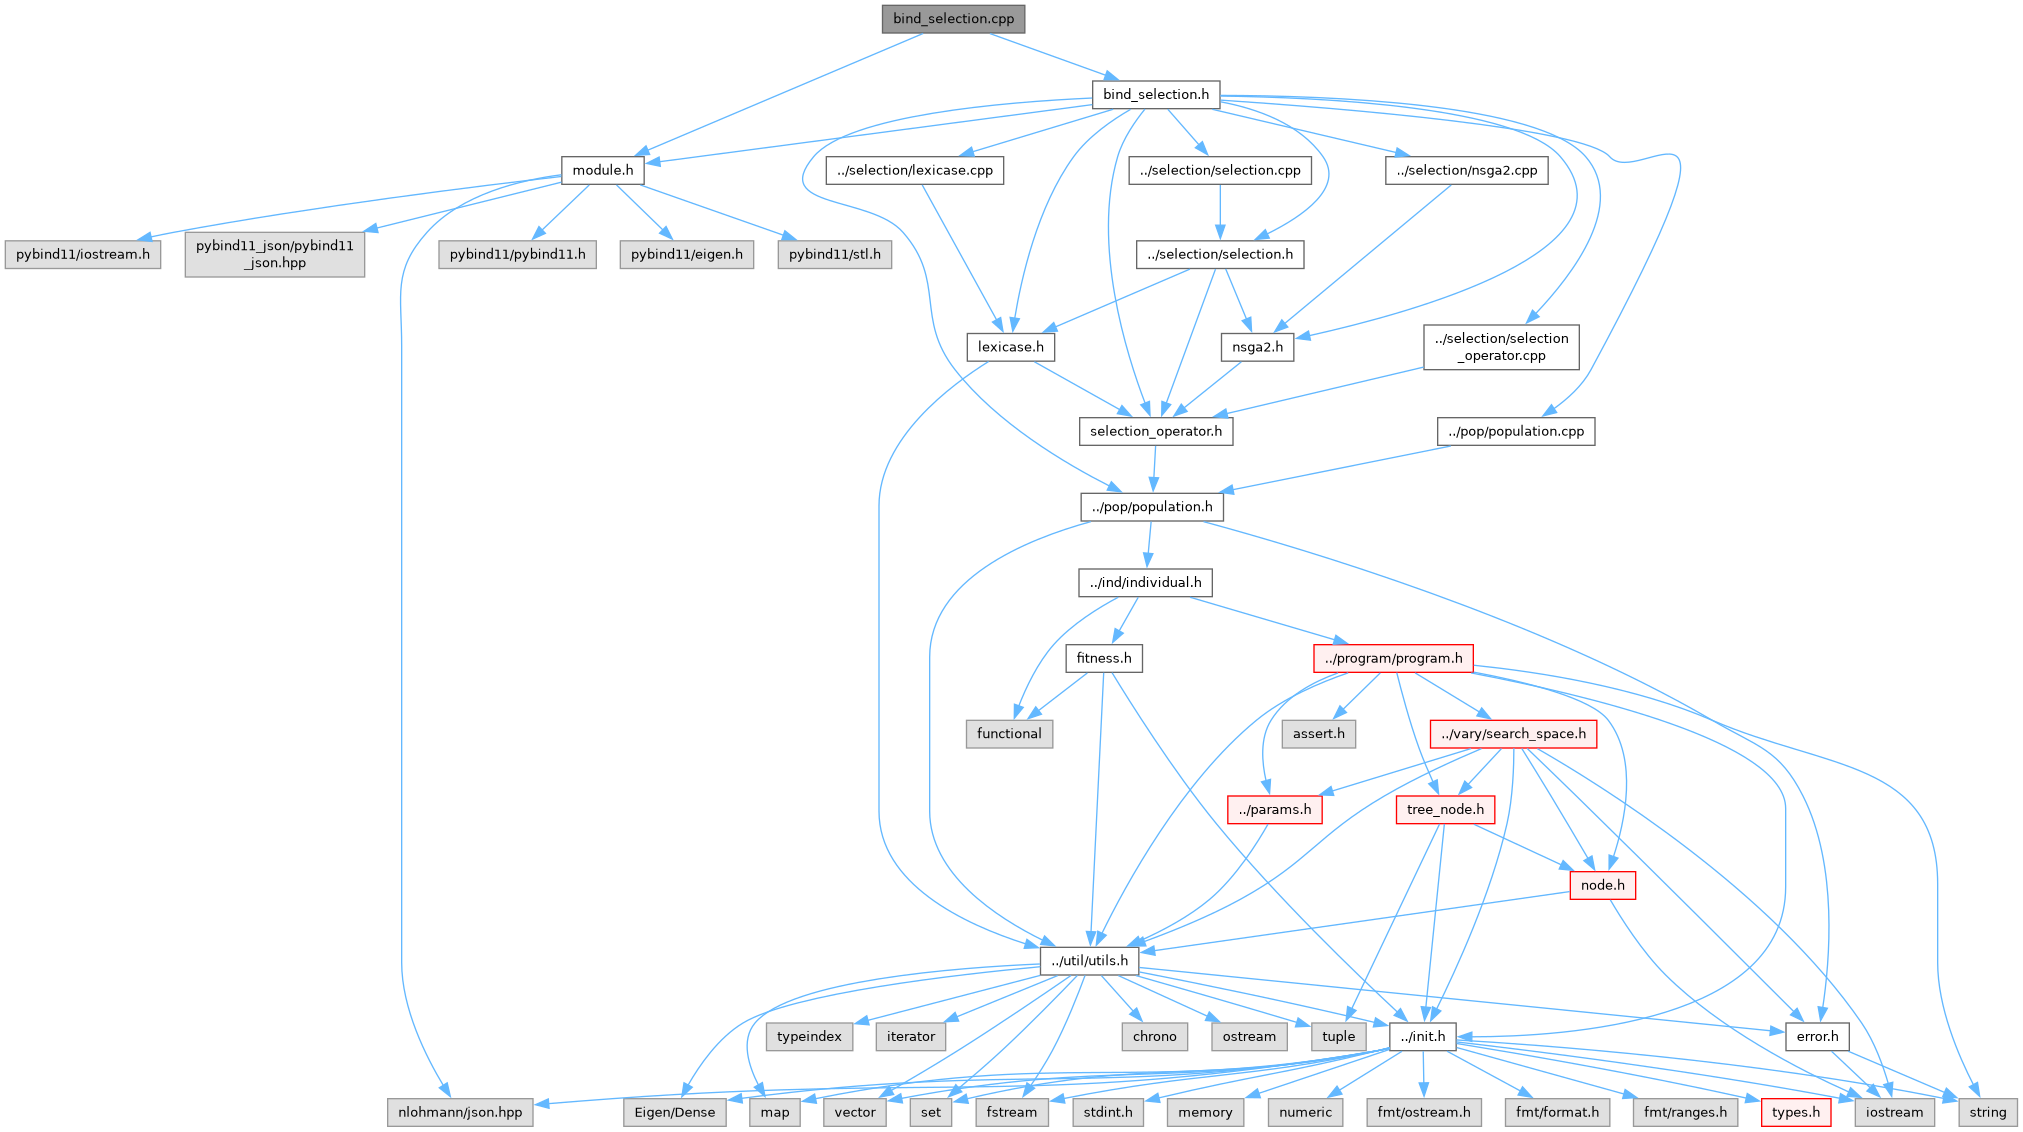 bind_selection.cpp
bind_selection.h
module.h
../selection/lexicase.cpp
../selection/selection.cpp
../selection/nsga2.cpp
pybind11/iostream.h
pybind11_json/pybind11
_json.hpp
pybind11/pybind11.h
pybind11/eigen.h
pybind11/stl.h
../selection/selection.h
lexicase.h
nsga2.h
../selection/selection
_operator.cpp
selection_operator.h
../pop/population.cpp
../pop/population.h
../ind/individual.h
fitness.h
../program/program.h
functional
assert.h
../vary/search_space.h
../params.h
tree_node.h
node.h
../util/utils.h
typeindex
iterator
chrono
ostream
tuple
../init.h
error.h
nlohmann/json.hpp
Eigen/Dense
map
vector
set
fstream
stdint.h
memory
numeric
fmt/ostream.h
fmt/format.h
fmt/ranges.h
types.h
iostream
string